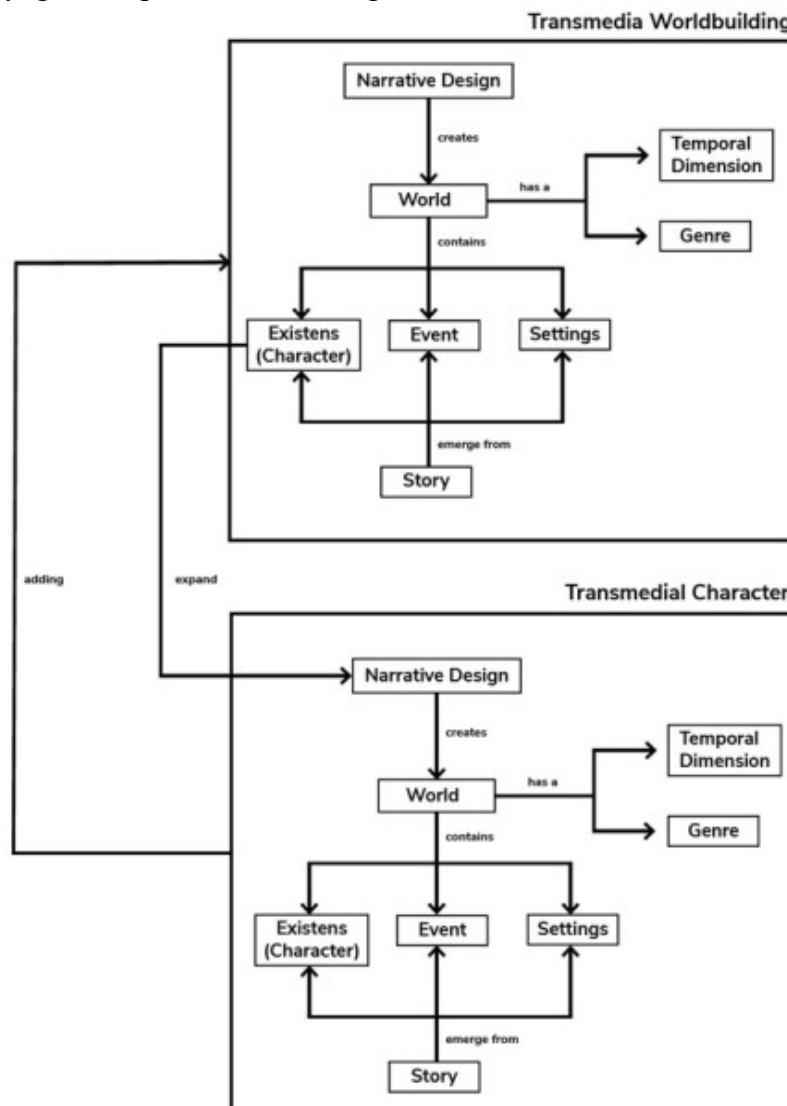 Transmedia Worldbuilding
Narrative Design
creates
Temporal
Dimension
World
has a
Genre
contains
Existens
(Character)
Event
Settings
emerge from
Story
adding
expand
Transmedial Character
Narrative Design
creates
Temporal
Dimension
World
has a
Genre
contains
Existens
(Character)
Event
Settings
emerge from
Story